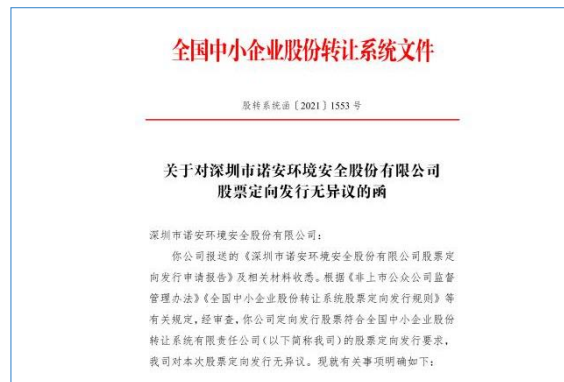 全国中小企业股份转让系统文件
股转系统函〔2021〕1553 号
关于对深圳市诺安环境安全股份有限公司
股票定向发行无异议的函
深圳市诺安环境安全股份有限公司：
你公司报送的《深圳市诺安环境安全股份有限公司股票定
向发行申请报告》及相关材料收悉。根据《非上市公众公司监督
管理办法》《全国中小企业股份转让系统股票定向发行规则》等
有关规定，经审查，你公司定向发行股票符合全国中小企业股份
转让系统有限责任公司(以下简称我司)的股票定向发行要求，
我司对本次股票定向发行无异议。现就有关事项明确如下：